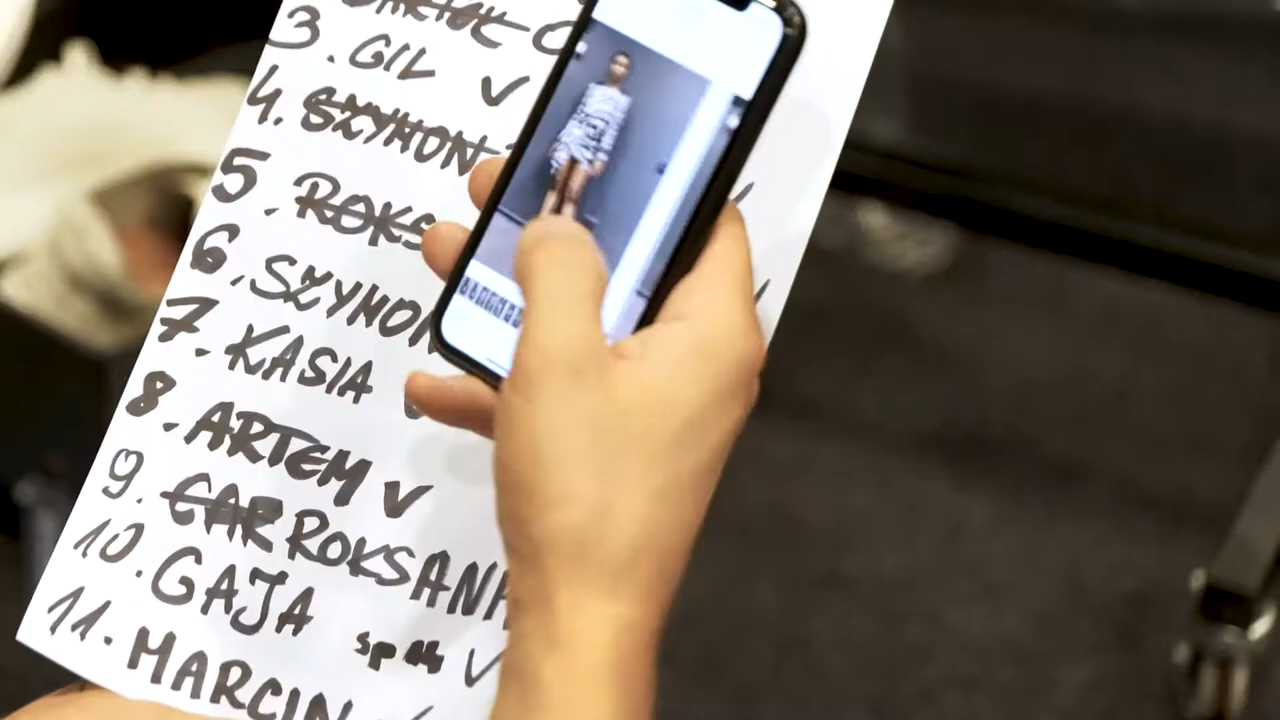 3. GIL ✓
4. SZYMON
5. ROKS
6. SZYMON
7. KASIA
8. ARTEM ✓
9. CAR ROKSANA
10. GAJA ✓
11. MARCIN